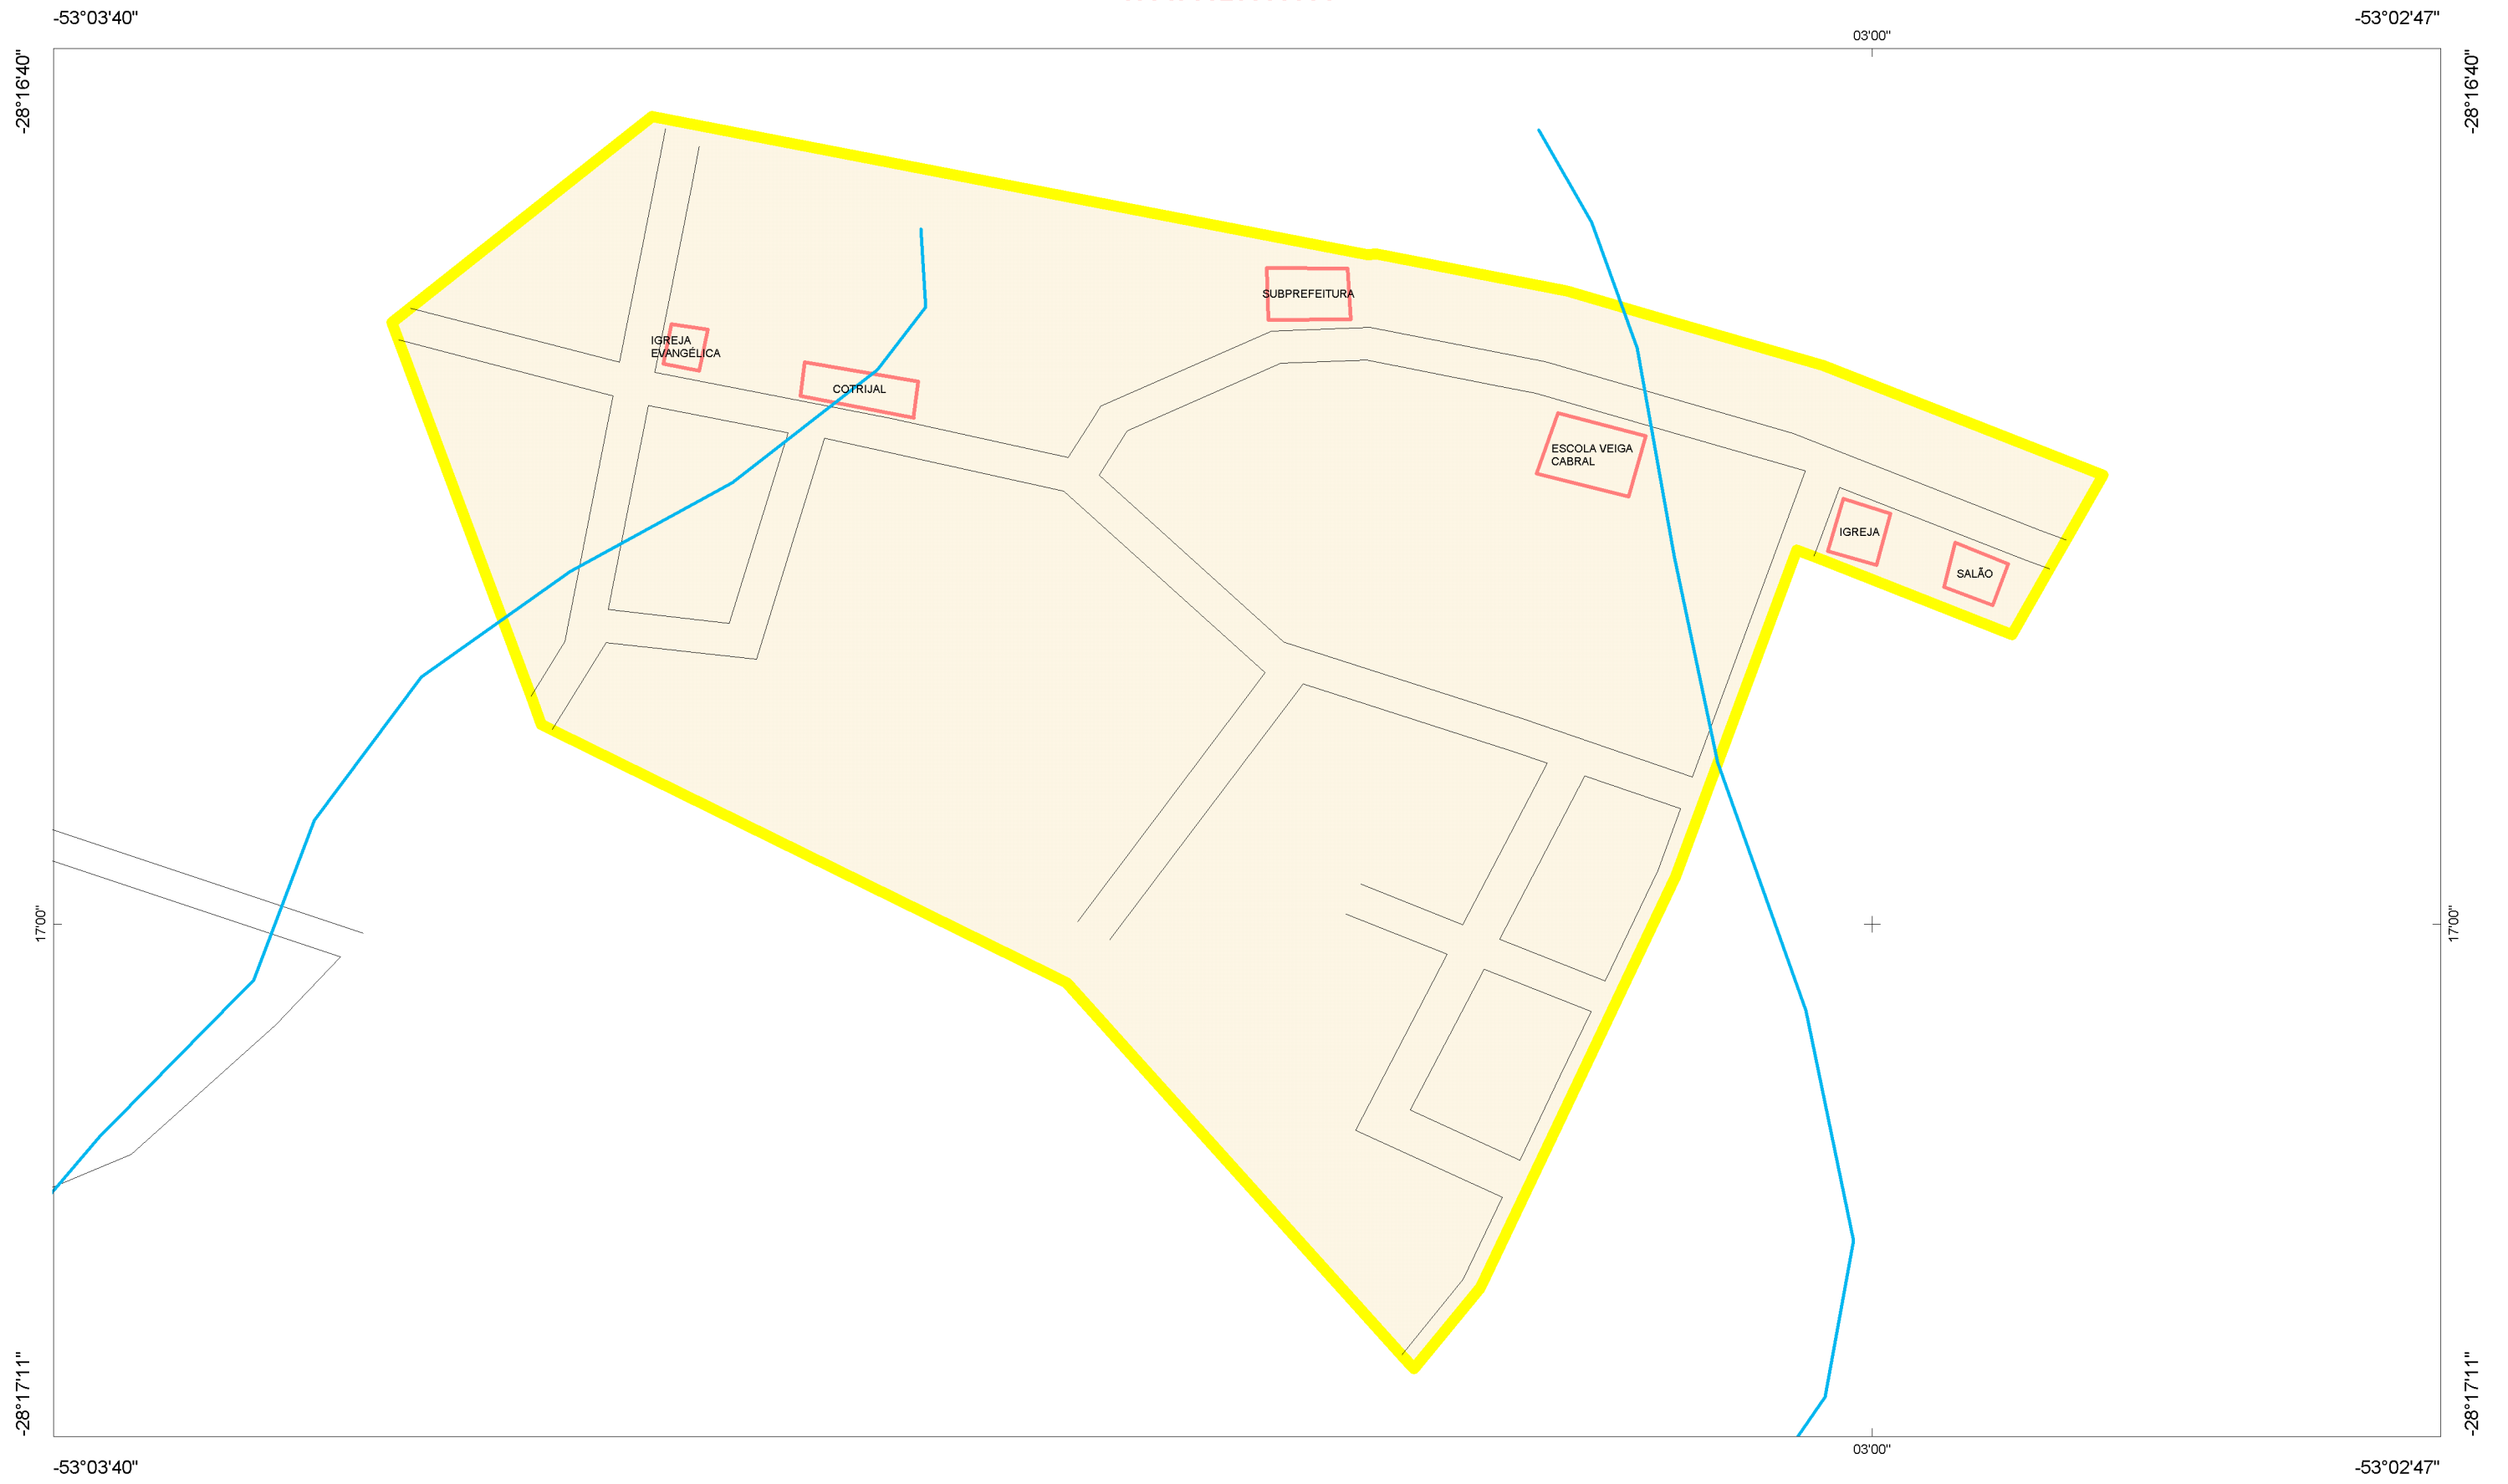 -53°03'40"
-53°02'47"
03'00"
-28°16'40"
-28°16'40"
SUBPREFEITURA
IGREJA
EVANGÉLICA
COTRIJAL
ESCOLA VEIGA
CABRAL
IGREJA
SALÃO
17'00"
17'00"
-28°17'11"
-28°17'11"
03'00"
-53°03'40"
-53°02'47"